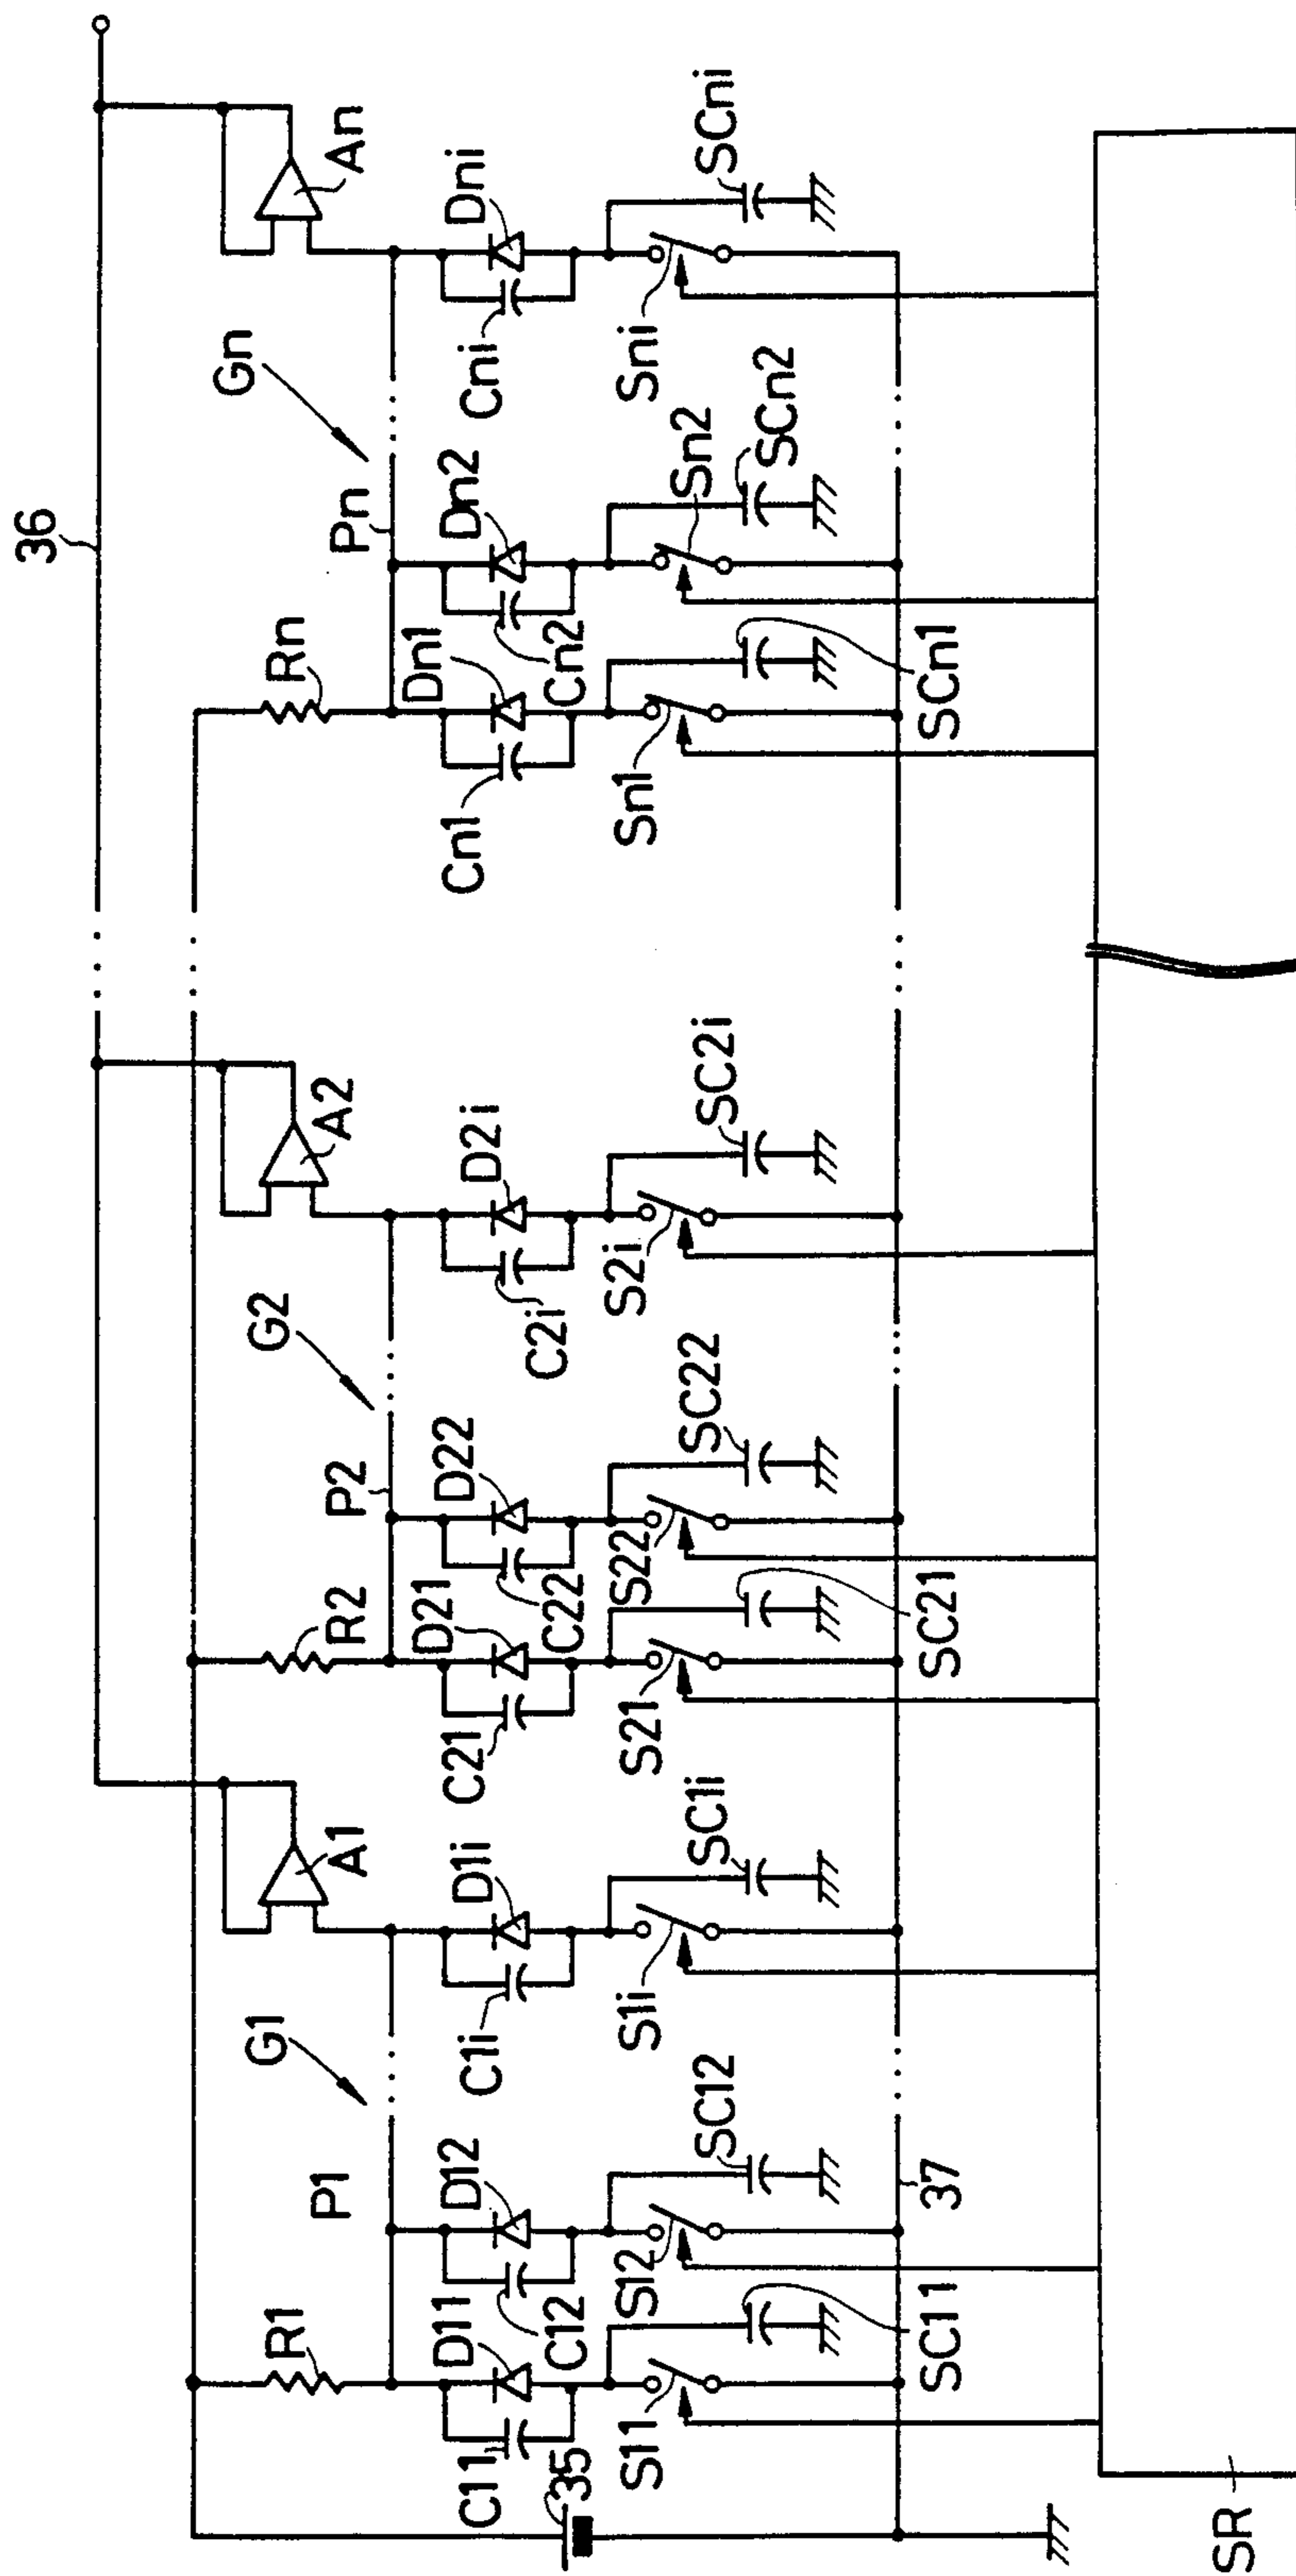 36
An
A2
A1
Rn
R2
R1
Gn
G2
G1
Pn
P2
P1
Dni
Dn2
Dn1
D2i
D22
D21
D1i
D12
D11
Cni
Cn2
Cn1
C2i
C22
C21
C1i
C12
C11
35
Sni
Sn2
Sn1
S2i
S22
S21
S1i
S12
S11
SCni
SCn2
SCn1
SC2i
SC22
SC21
SC1i
SC12
SC11
37
SR